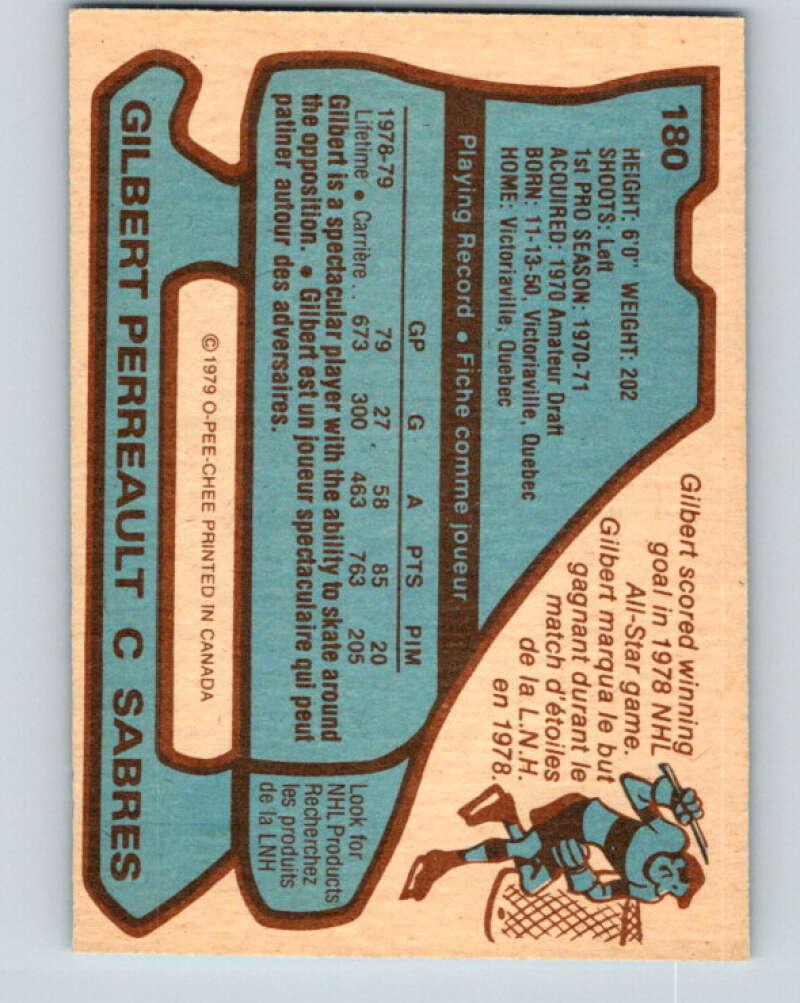 180
HEIGHT: 6'0" WEIGHT: 202
SHOOTS: Left
1st PRO SEASON: 1970-71
ACQUIRED: 1970 Amateur Draft
BORN: 11-13-50, Victoriaville, Quebec
HOME: Victoriaville, Quebec
Gilbert scored winning
goal in 1978 NHL
All-Star game.
Gilbert marqua le but
gagnant durant le
match d'étoiles
de la L.N.H.
en 1978.
Playing Record • Fiche comme joueur
GP G A PTS PIM
1978-79 79 27 58 85 20
Lifetime • Carrière .. 673 300 463 763 205
Gilbert is a spectacular player with the ability to skate around
the opposition. • Gilbert est un joueur spectaculaire qui peut
patiner autour des adversaires.
Look for
NHL Products
Recherchez
les produits
de la LNH
©1979 O-PEE-CHEE PRINTED IN CANADA
GILBERT PERREAULT C SABRES